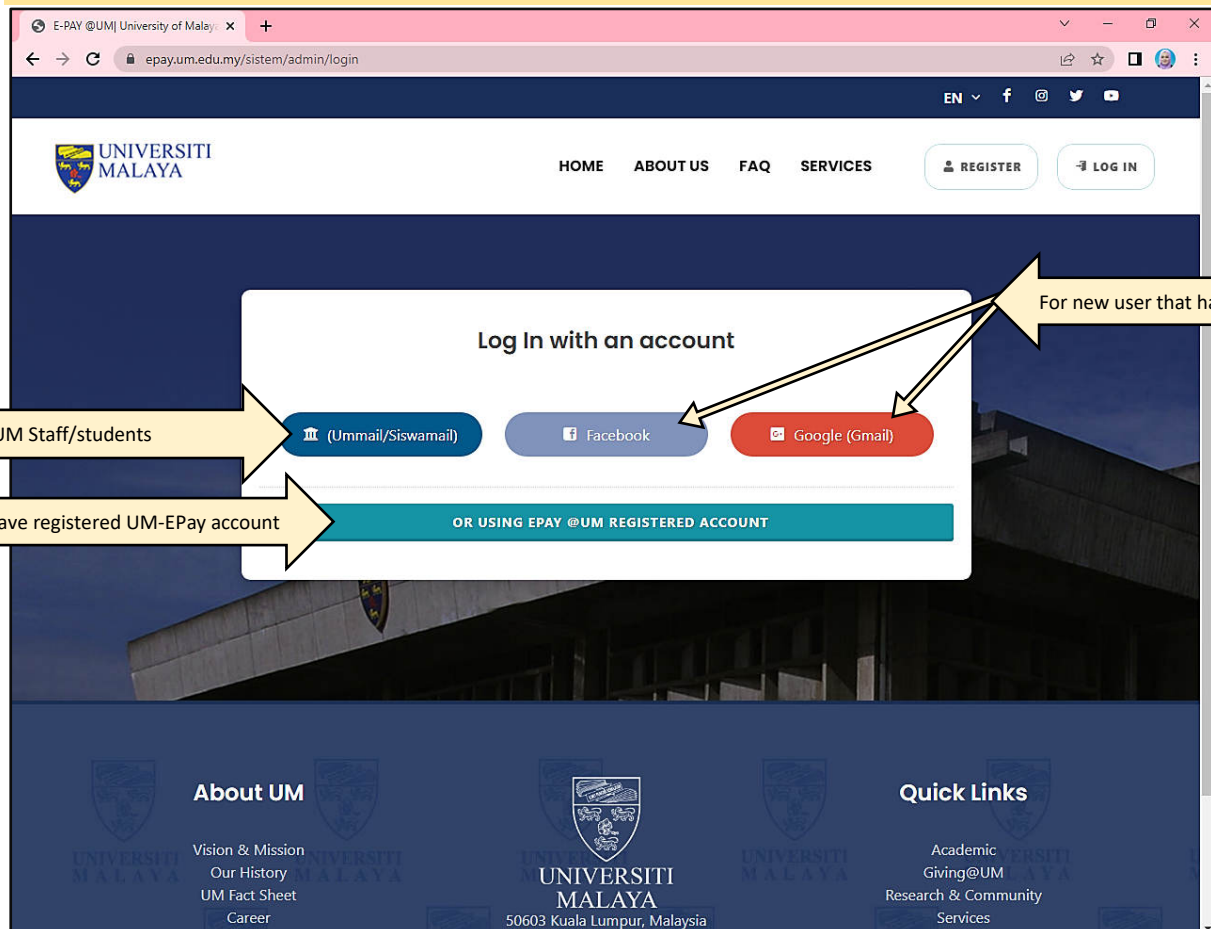 E-PAY @UM| University of Malay
epay.um.edu.my/sistem/admin/login
EN
UNIVERSITI
MALAYA
HOME ABOUT US FAQ SERVICES REGISTER LOG IN
For new user that ha
Log In with an account
UM Staff/students
(Ummail/Siswamail) Facebook Google (Gmail)
ave registered UM-EPay account
OR USING EPAY @UM REGISTERED ACCOUNT
About UM
Vision & Mission
Our History
UM Fact Sheet
Career
UNIVERSITI
MALAYA
50603 Kuala Lumpur, Malaysia
Quick Links
Academic
Giving@UM
Research & Community
Services